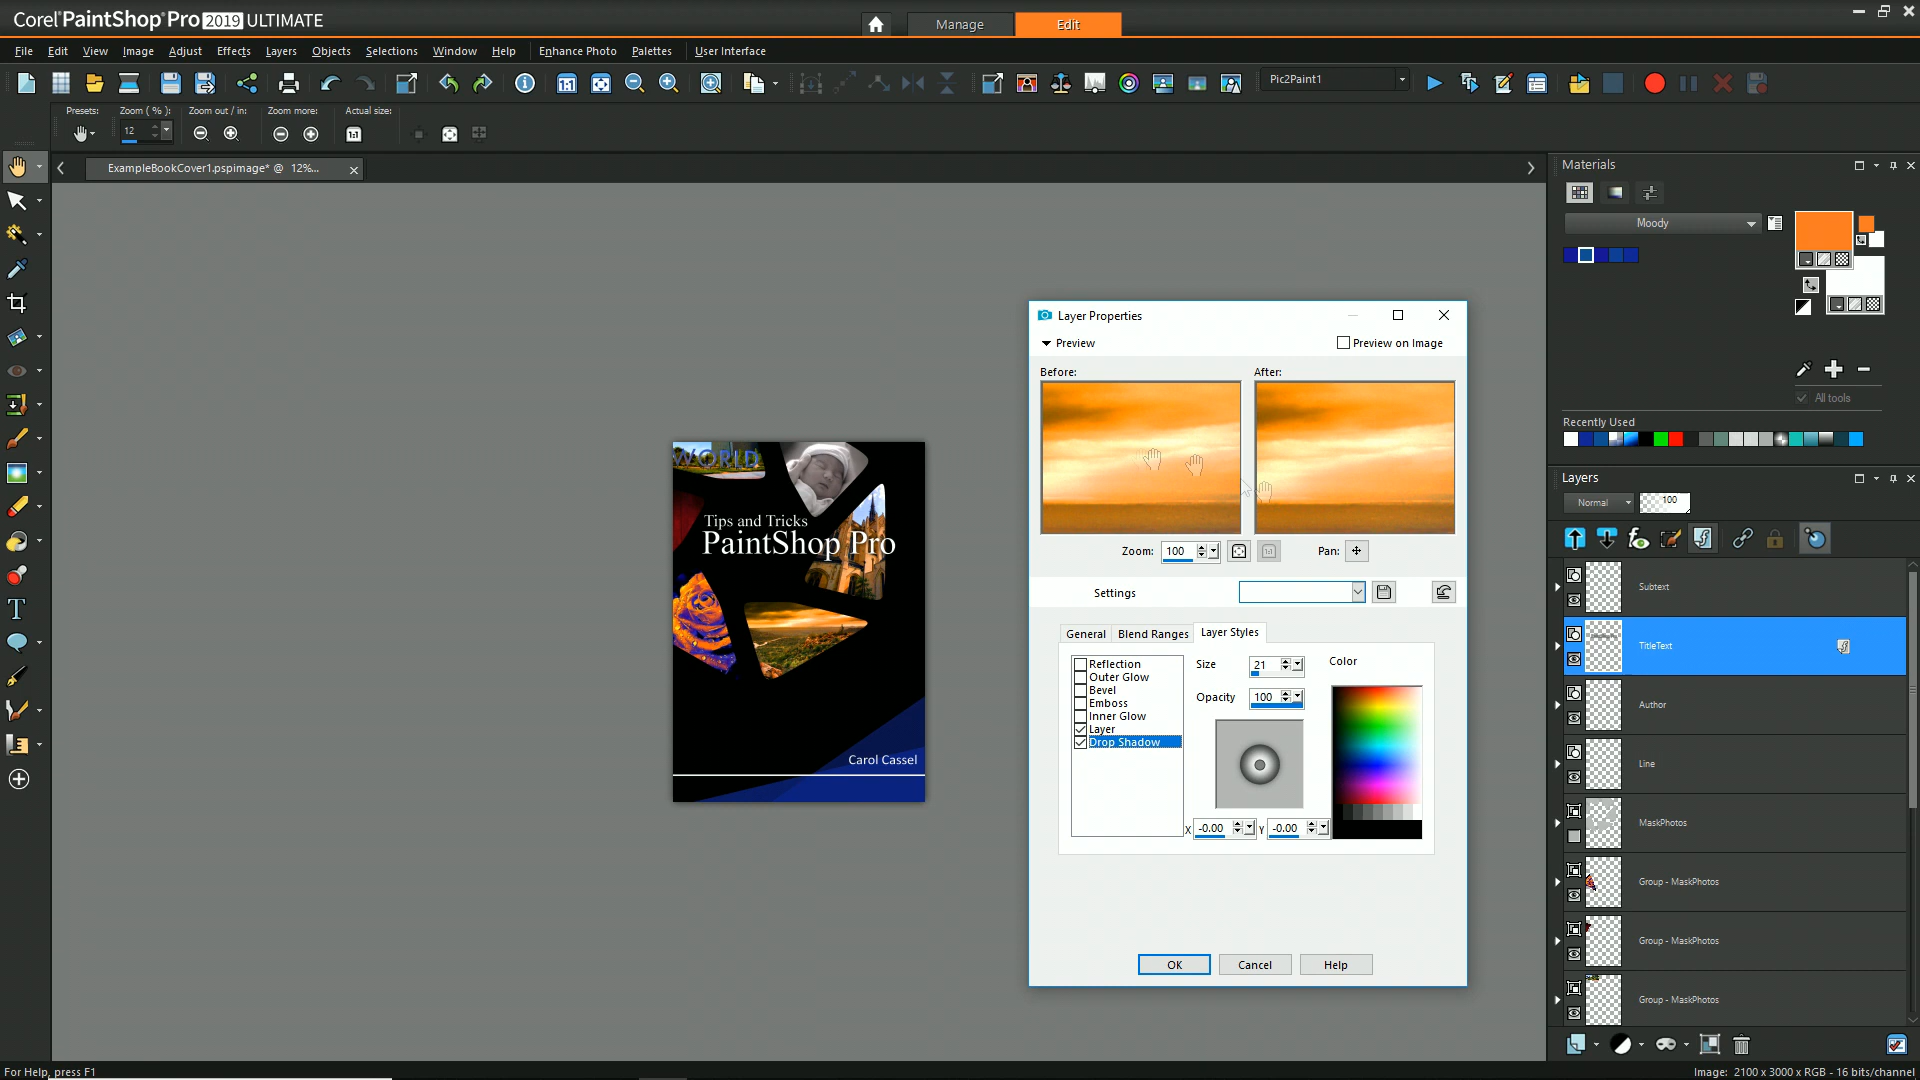 Corel® PaintShop® Pro 2019 ULTIMATE
Manage
Edit
File Edit View Image Adjust Effects Layers Objects Selections Window Help Enhance Photo Palettes User Interface
Pic2Paint1
Presets:
Zoom ( % ):
Zoom out / in:
Zoom more:
Actual size:
12
ExampleBookCover1.pspimage* @ 12%...
WORLD
Tips and Tricks
PaintShop Pro
Carol Cassel
Layer Properties
Preview
Preview on Image
Before:
After:
Zoom: 100
Pan:
Settings
General
Blend Ranges
Layer Styles
Reflection
Outer Glow
Bevel
Emboss
Inner Glow
Layer
Drop Shadow
Size 21
Opacity 100
Color
X -0.00 Y -0.00
OK
Cancel
Help
Materials
Moody
All tools
Recently Used
Layers
Normal
100
Subtext
TitleText
Author
Line
MaskPhotos
Group - MaskPhotos
Group - MaskPhotos
Group - MaskPhotos
For Help, press F1
Image: 2100 x 3000 x RGB - 16 bits/channel